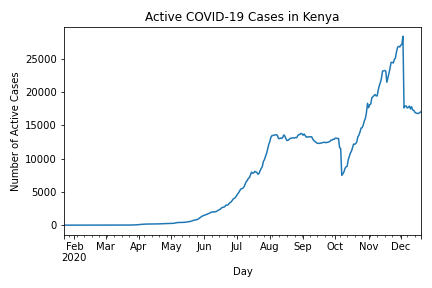 Active COVID-19 Cases in Kenya
Number of Active Cases
25000
20000
15000
10000
5000
0
Feb Mar Apr May Jun Jul Aug Sep Oct Nov Dec
2020
Day